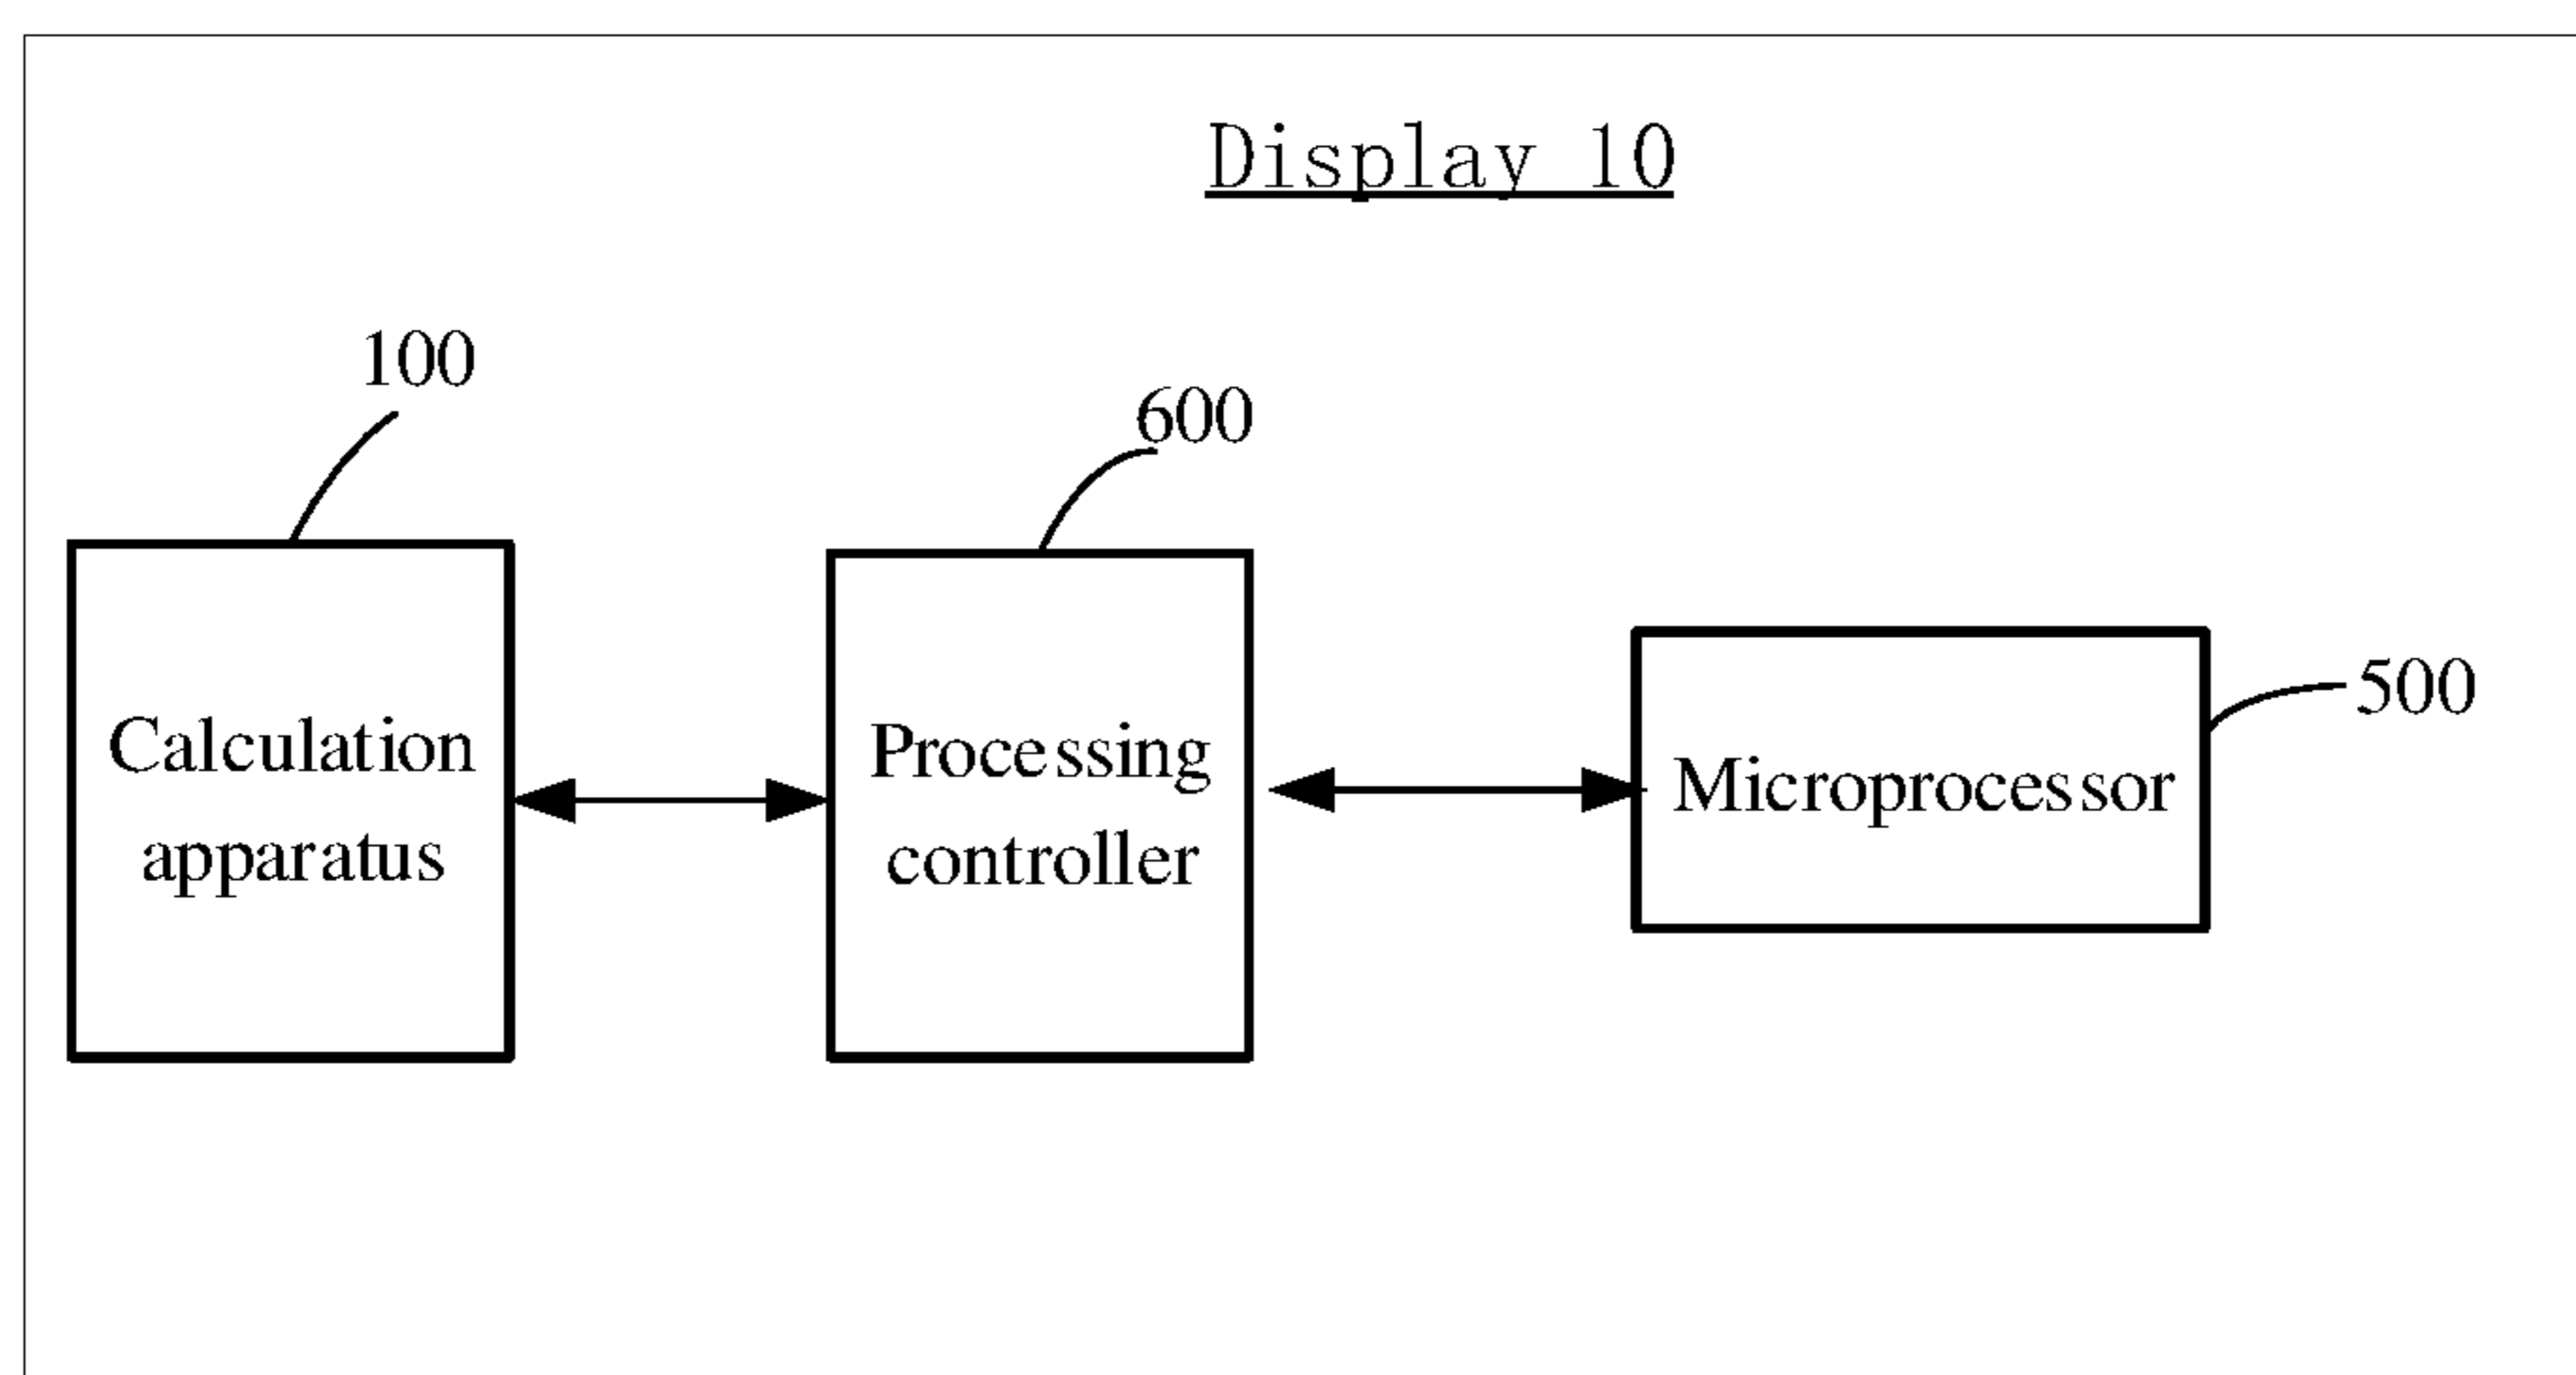 Display 10
100
600
500
Calculation
apparatus
Processing
controller
Microprocessor